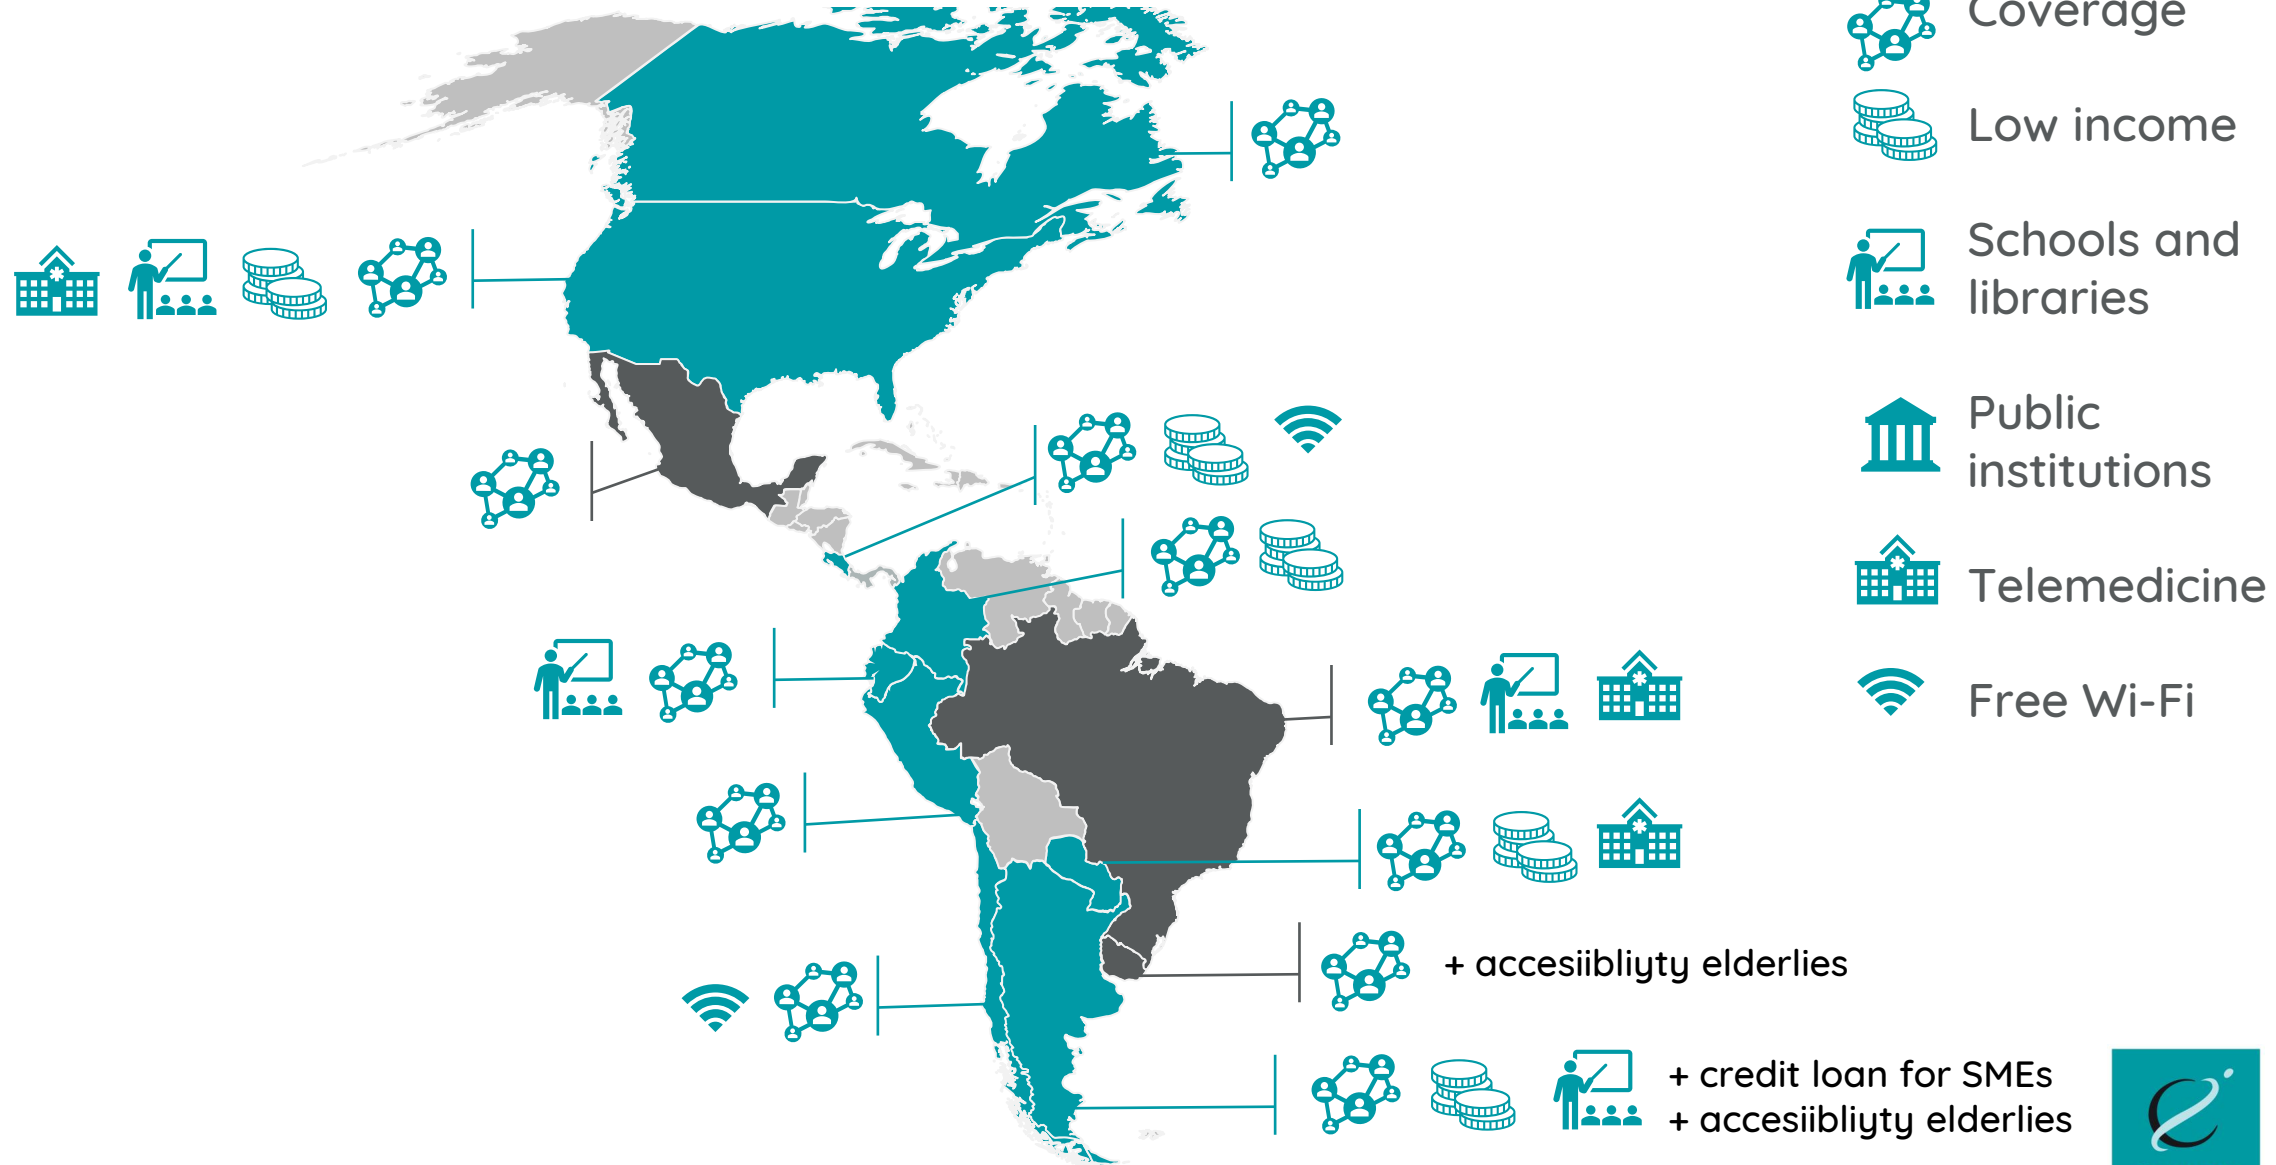 Coverage
Low income
Schools and
libraries
Public
institutions
Telemedicine
Free Wi-Fi
+ accesiibliyty elderlies
+ credit loan for SMEs
+ accesiibliyty elderlies